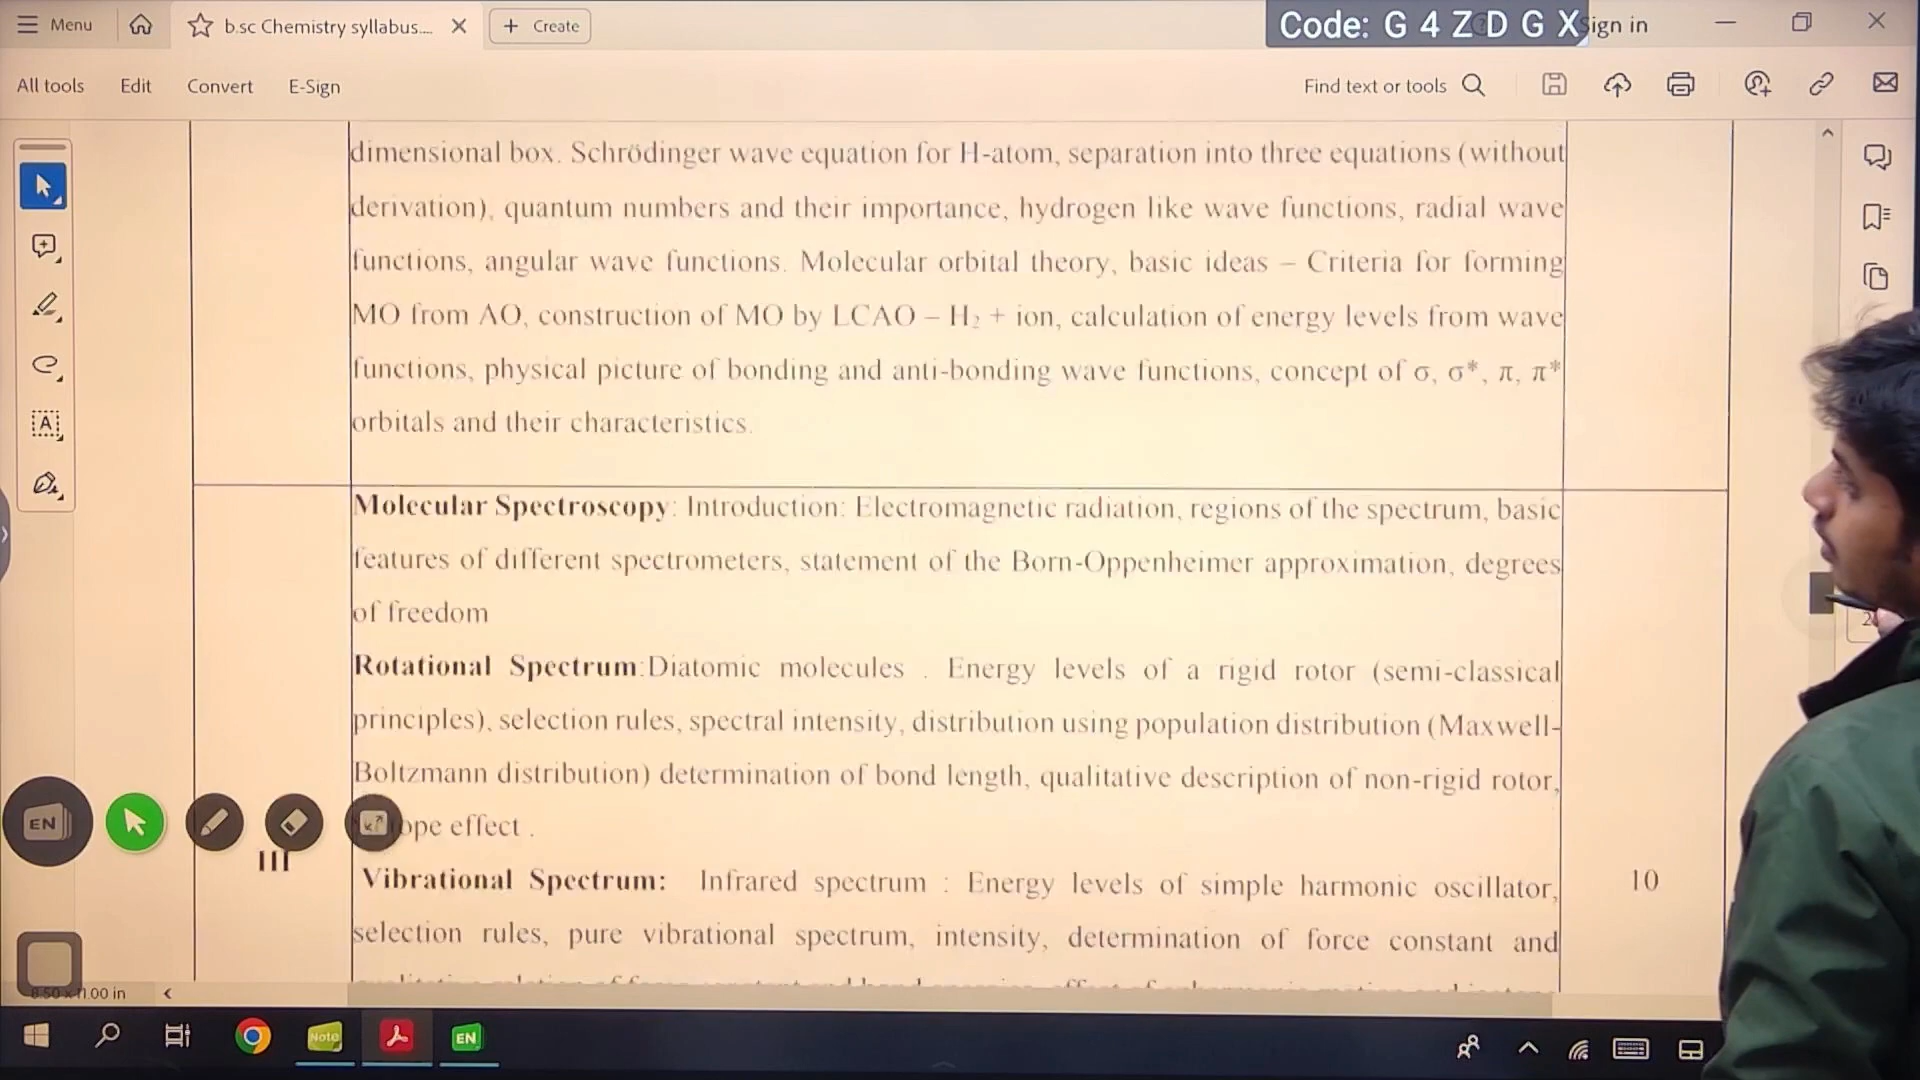 Menu
b.sc Chemistry syllabus....
+ Create
Code: G 4 Z D G X
Sign in
All tools
Edit
Convert
E-Sign
Find text or tools
dimensional box. Schrödinger wave equation for H-atom, separation into three equations (without
derivation), quantum numbers and their importance, hydrogen like wave functions, radial wave
functions, angular wave functions. Molecular orbital theory, basic ideas – Criteria for forming
MO from AO, construction of MO by LCAO – H₂ + ion, calculation of energy levels from wave
functions, physical picture of bonding and anti-bonding wave functions, concept of σ, σ*, π, π*
orbitals and their characteristics.
Molecular Spectroscopy: Introduction: Electromagnetic radiation, regions of the spectrum, basic
features of different spectrometers, statement of the Born-Oppenheimer approximation, degrees
of freedom
Rotational Spectrum:Diatomic molecules . Energy levels of a rigid rotor (semi-classical
principles), selection rules, spectral intensity, distribution using population distribution (Maxwell-
Boltzmann distribution) determination of bond length, qualitative description of non-rigid rotor,
ope effect .
III
Vibrational Spectrum: Infrared spectrum : Energy levels of simple harmonic oscillator,
10
selection rules, pure vibrational spectrum, intensity, determination of force constant and
EN
8.50 x 11.00 in
Note
EN